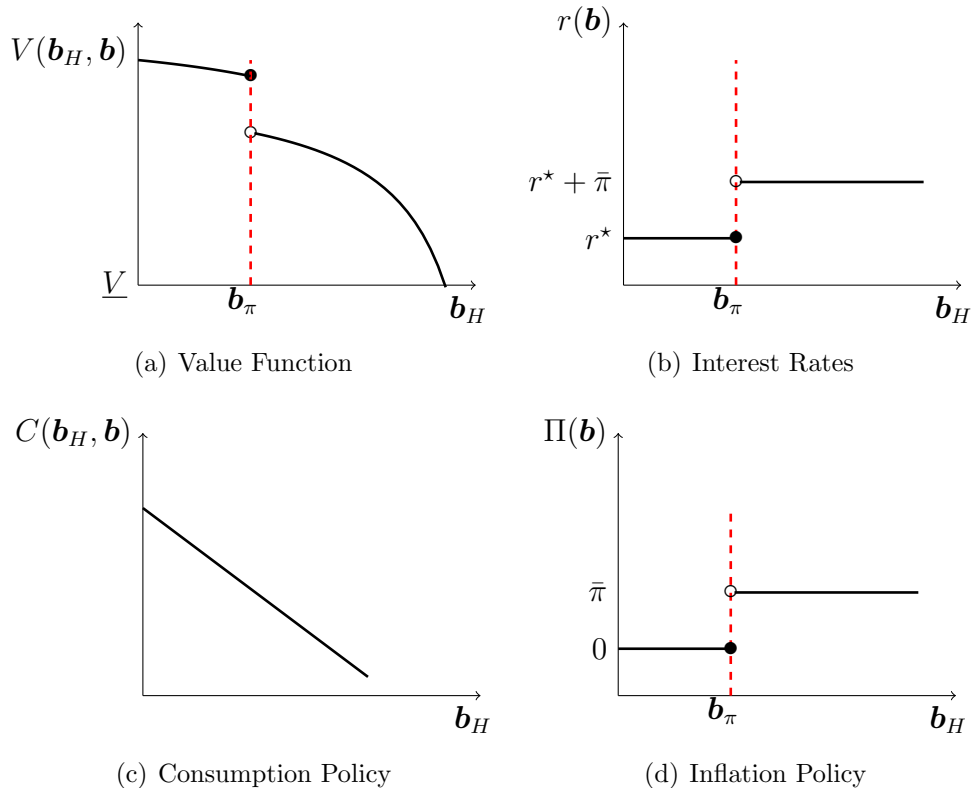 V(b_H, b)
V
b_π
b_H
(a) Value Function
r(b)
r⋆ + π̄
r⋆
b_π
b_H
(b) Interest Rates
C(b_H, b)
b_H
(c) Consumption Policy
Π(b)
π̄
0
b_π
b_H
(d) Inflation Policy